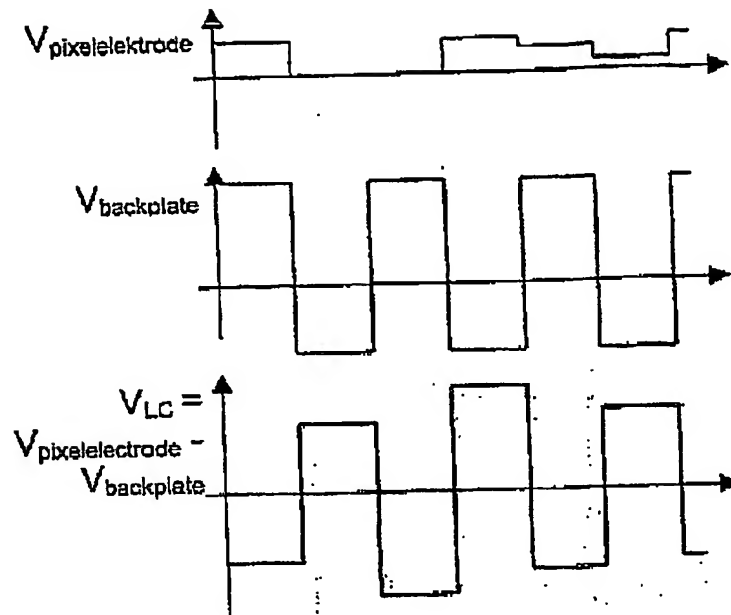 Vpixelelektrode
Vbackplate
VLC =
Vpixelelectrode -
Vbackplate